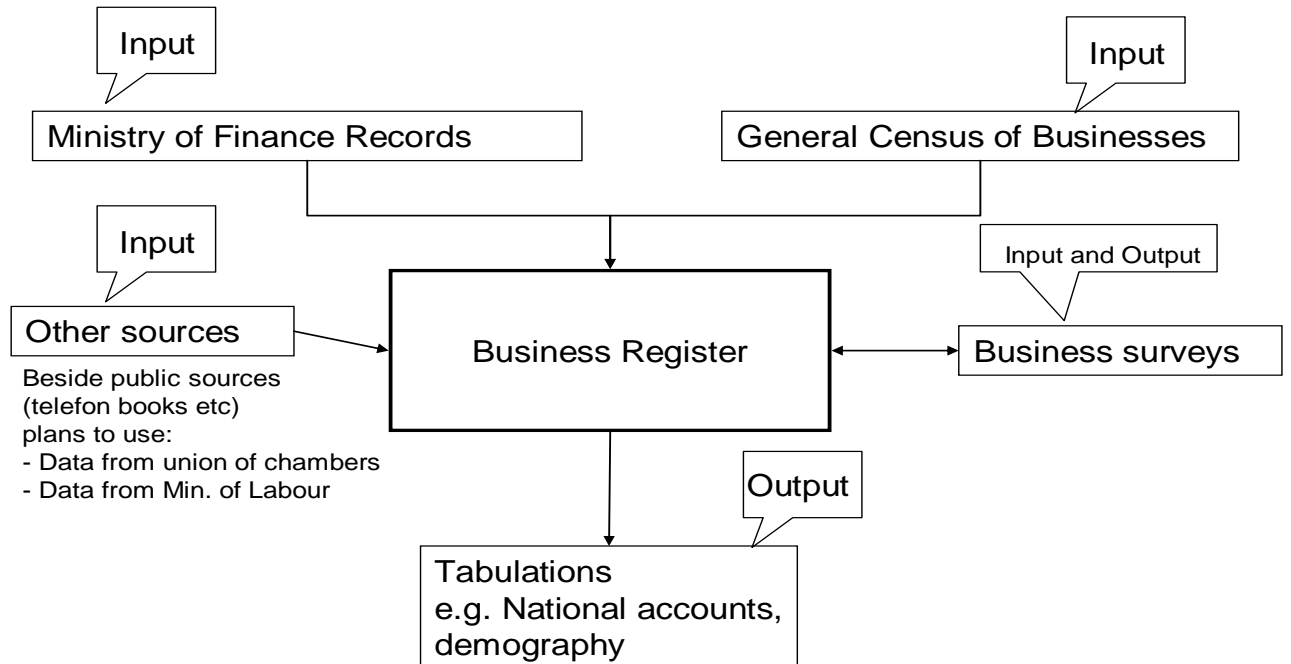 Input
Input
Ministry of Finance Records
General Census of Businesses
Input
Input and Output
Other sources
Business Register
Business surveys
Beside public sources
(telefon books etc)
plans to use:
- Data from union of chambers
- Data from Min. of Labour
Output
Tabulations
e.g. National accounts,
demography